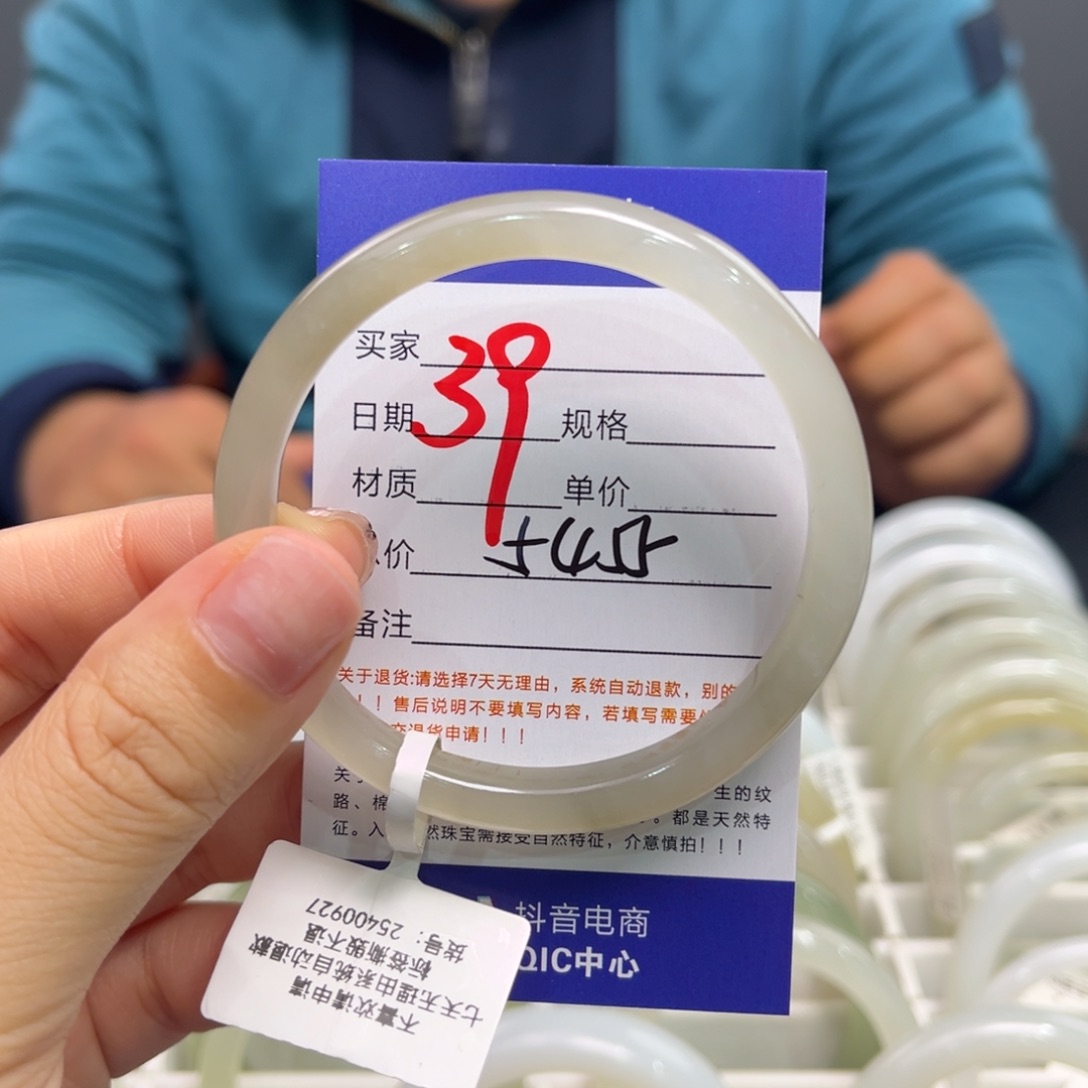 买家
39
日期 规格
材质 单价
价 5450
备注
关于退货:请选择7天无理由，系统自动退款，别的
！！售后说明不要填写内容，若填写需要
退货申请！！！
生的纹
路、棉 。都是天然特
征。入 然珠宝需接受自然特征，介意慎拍！！！
抖音电商
QIC中心
七天无理由系统自动退款
不喜欢请申请
标签撕毁不退
货号：25400927